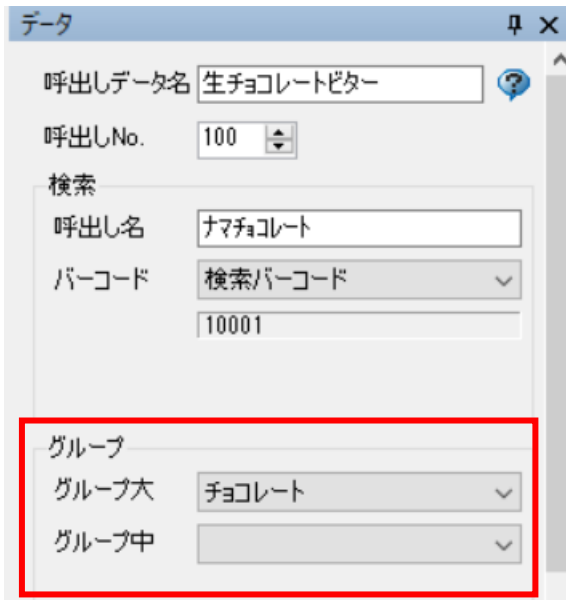 データ
呼出しデータ名 生チョコレートビター
呼出しNo. 100
検索
呼出し名 ナマチョコレート
バーコード 検索バーコード
10001
グループ
グループ大 チョコレート
グループ中